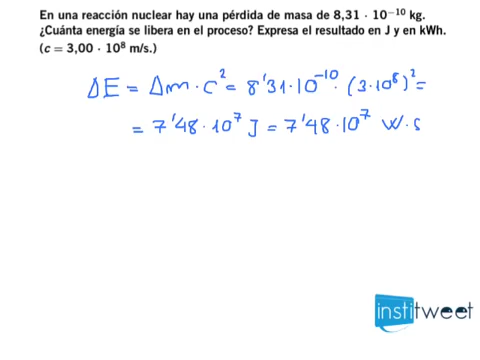 En una reacción nuclear hay una pérdida de masa de 8,31 · 10⁻¹⁰ kg.
¿Cuánta energía se libera en el proceso? Expresa el resultado en J y en kWh.
(c = 3,00 · 10⁸ m/s.)
ΔE = Δm · c² = 8'31 · 10⁻¹⁰ · (3 · 10⁸)² =
= 7'48 · 10⁷ J = 7'48 · 10⁷ W · s
institweet